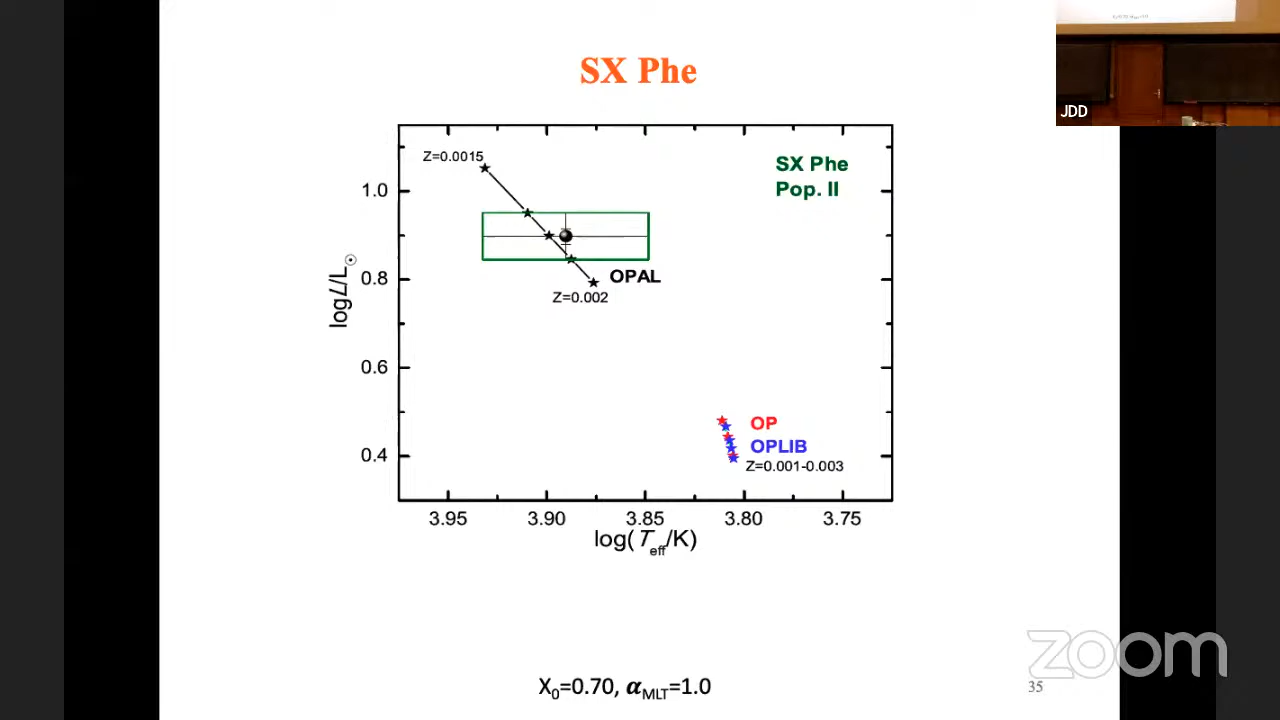 SX Phe
JDD
Z=0.0015
SX Phe
Pop. II
1.0
0.8
0.6
0.4
logL/L☉
OPAL
Z=0.002
OP
OPLIB
Z=0.001-0.003
3.95 3.90 3.85 3.80 3.75
log(Teff/K)
X0=0.70, αMLT=1.0
zoom
35